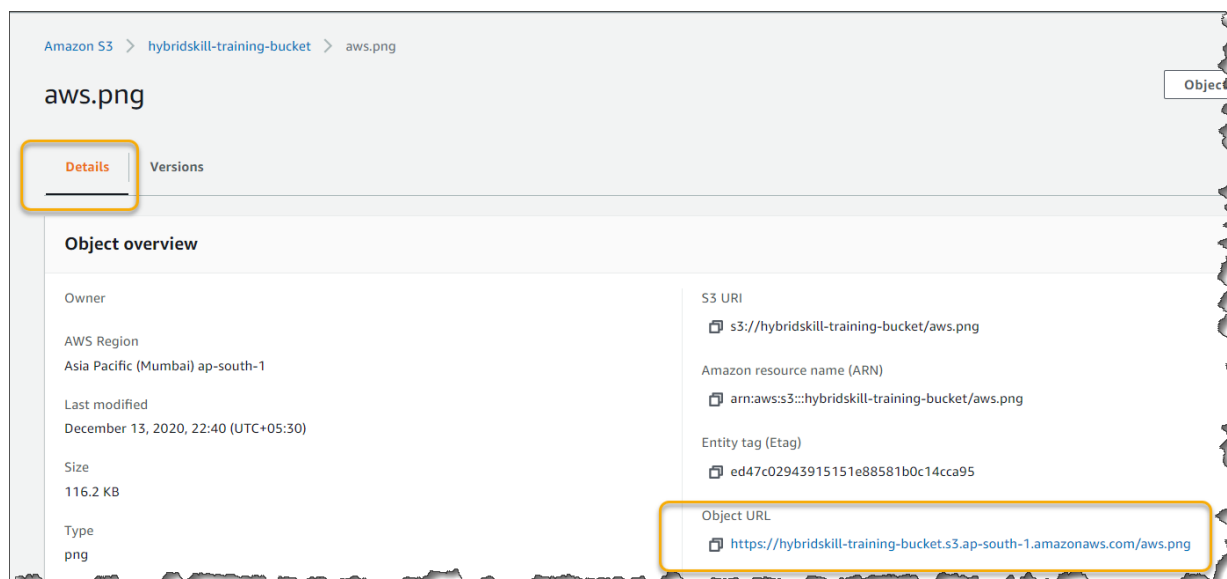 Amazon S3 > hybridskill-training-bucket > aws.png
aws.png
Details
Versions
Object overview
Owner
AWS Region
Asia Pacific (Mumbai) ap-south-1
Last modified
December 13, 2020, 22:40 (UTC+05:30)
Size
116.2 KB
Type
png
S3 URI
s3://hybridskill-training-bucket/aws.png
Amazon resource name (ARN)
arn:aws:s3:::hybridskill-training-bucket/aws.png
Entity tag (Etag)
ed47c02943915151e88581b0c14cca95
Object URL
https://hybridskill-training-bucket.s3.ap-south-1.amazonaws.com/aws.png